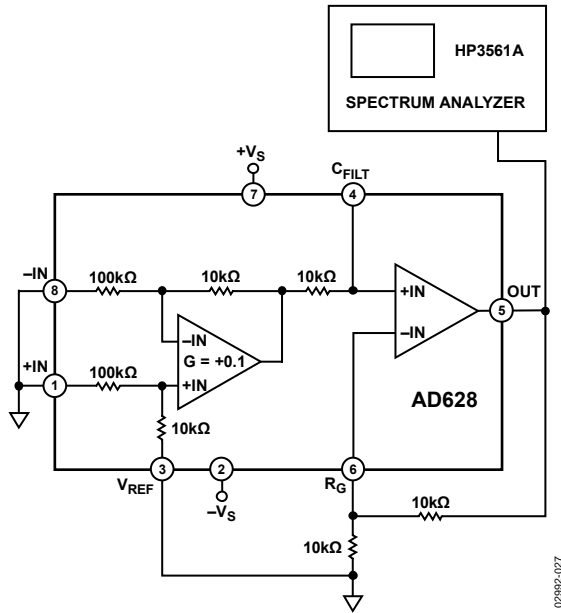 HP3561A
SPECTRUM ANALYZER
+VS
CFILT
7
4
–IN
100kΩ
10kΩ
10kΩ
8
+IN
OUT
5
–IN
–IN
G = +0.1
+IN
100kΩ
+IN
1
AD628
10kΩ
3
2
6
VREF
RG
–VS
10kΩ
10kΩ
02992-027